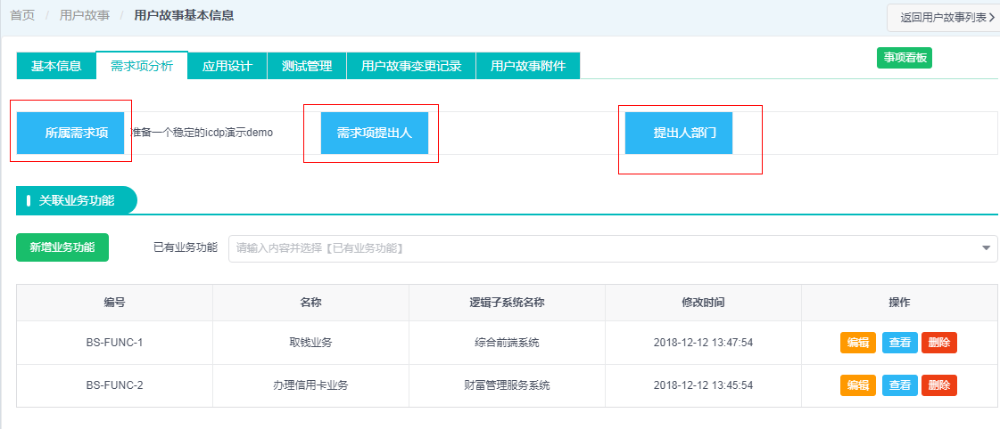 首页 / 用户故事 / 用户故事基本信息
返回用户故事列表
事项看板
基本信息 需求项分析 应用设计 测试管理 用户故事变更记录 用户故事附件
所属需求项 准备一个稳定的icdp演示demo 需求项提出人 提出人部门
关联业务功能
新增业务功能 已有业务功能 请输入内容并选择【已有业务功能】
编号 名称 逻辑子系统名称 修改时间 操作
BS-FUNC-1 取钱业务 综合前端系统 2018-12-12 13:47:54 编辑 查看 删除
BS-FUNC-2 办理信用卡业务 财富管理服务系统 2018-12-12 13:45:54 编辑 查看 删除